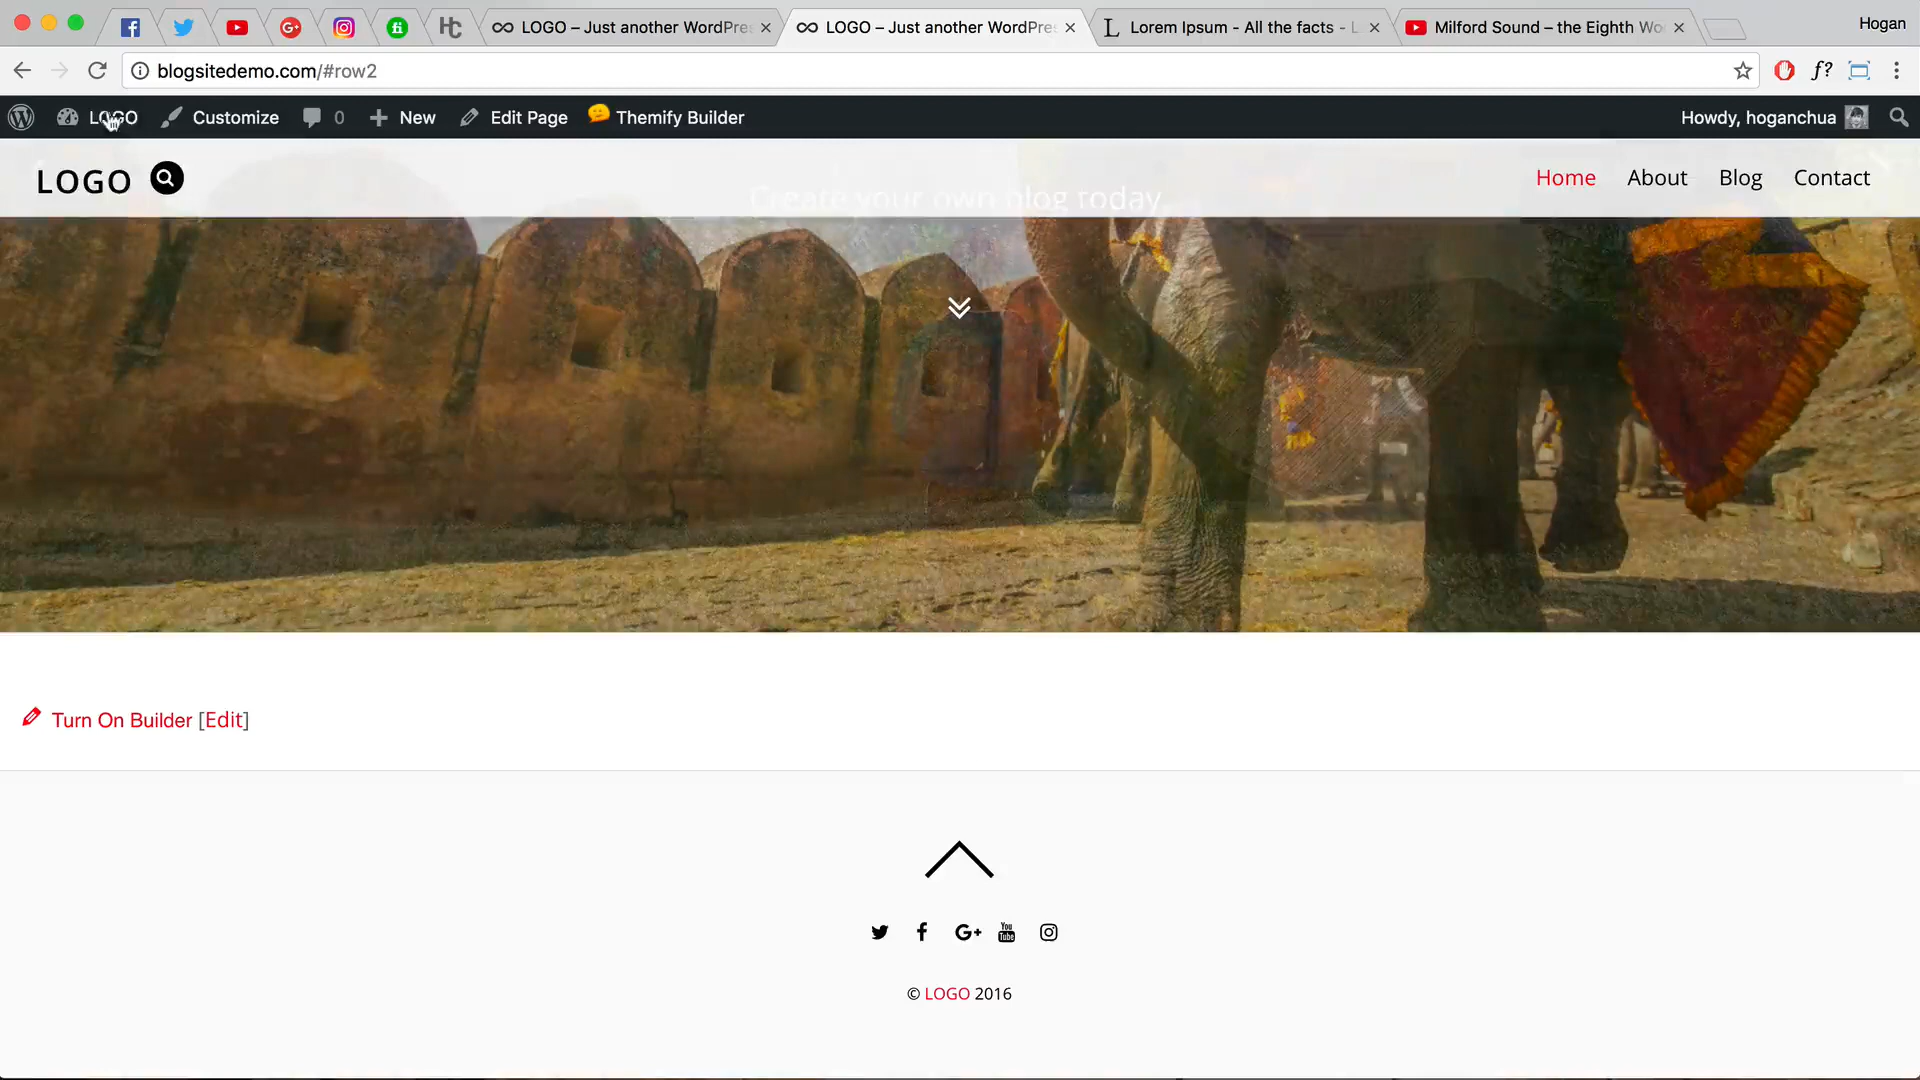 LOGO – Just another WordPres
LOGO – Just another WordPres
Lorem Ipsum - All the facts - L
Milford Sound – the Eighth Wo
Hogan
blogsitedemo.com/#row2
f?
LOGO
Customize
0
New
Edit Page
Themify Builder
Howdy, hoganchua
LOGO
Home
About
Blog
Contact
Create your own blog today.
Turn On Builder [Edit]
© LOGO 2016